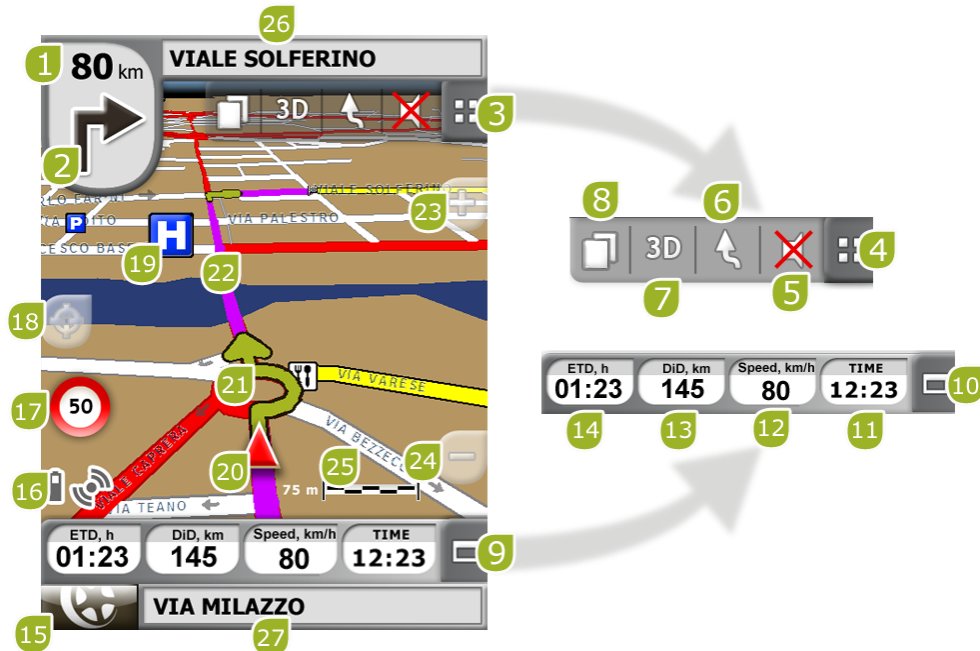 26
1
80 km
VIALE SOLFERINO
2
3D
3
VIALE SOLFERINO
P
VIA PALESTRO
H
19
22
23
18
21
VIA VARESE
17
50
VIALE CAPRERA
VIA BEZZECC
20
25
24
16
75 m
VIA TEANO
ETD, h
01:23
DiD, km
145
Speed, km/h
80
TIME
12:23
9
15
VIA MILAZZO
27
8
6
3D
4
7
5
ETD, h
01:23
DiD, km
145
Speed, km/h
80
TIME
12:23
10
14
13
12
11